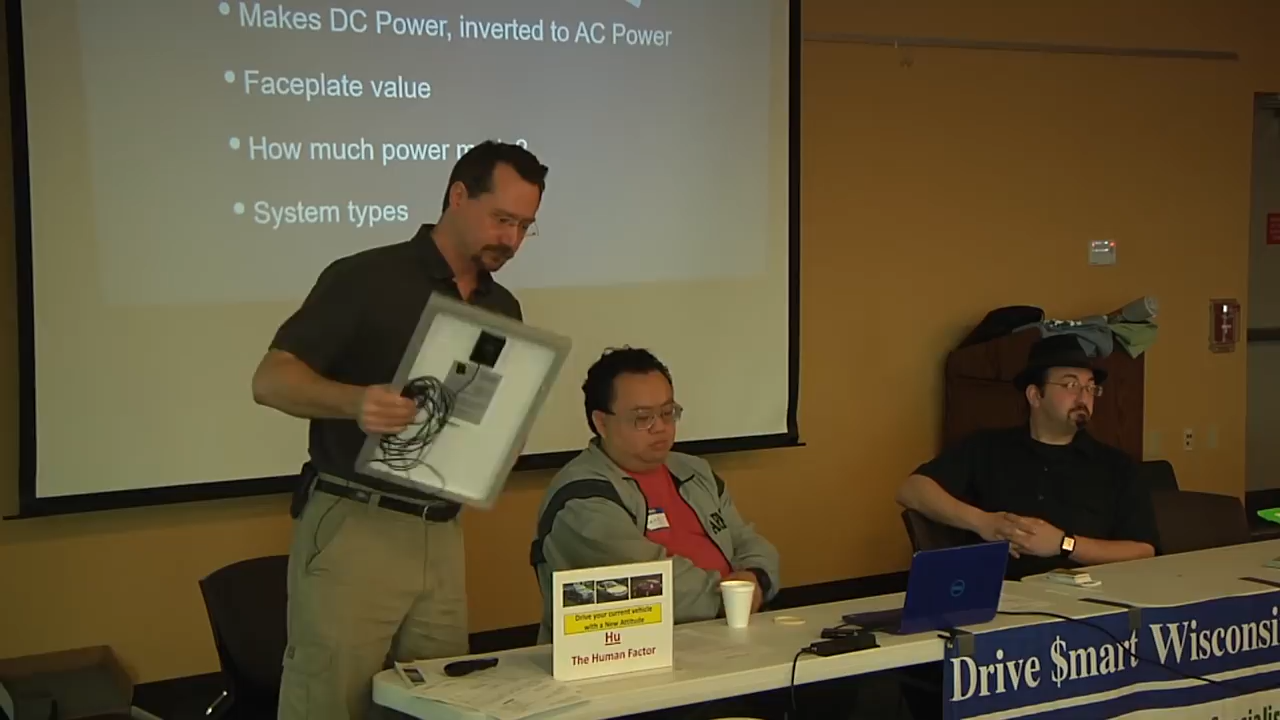 • Makes DC Power, inverted to AC Power
• Faceplate value
• How much power
• System types
Drive your current vehicle
with a New Attitude
Hu
The Human Factor
DELL
Drive $mart Wisconsi